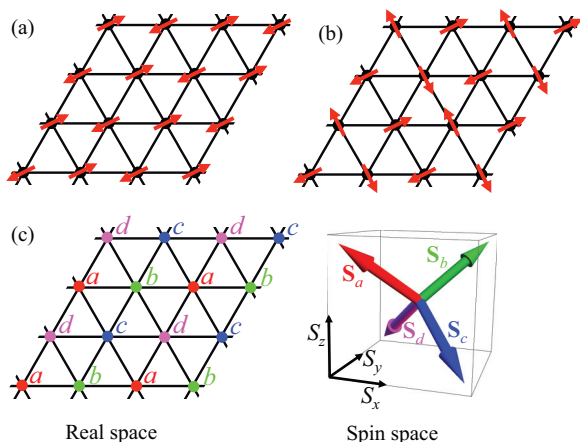 (a)
(b)
(c)
d c d c
a b a b
d c d c
a b a b
S_a
S_b
S_d
S_c
S_z
S_y
S_x
Real space
Spin space